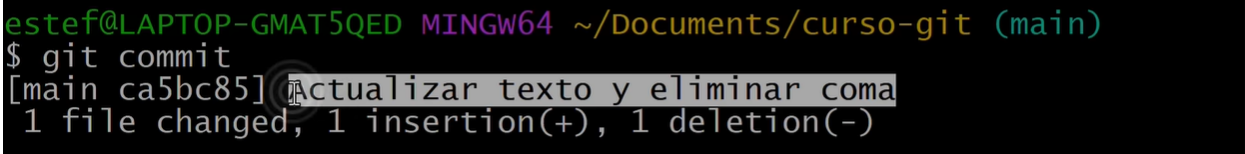 estef@LAPTOP-GMAT5QED MINGW64 ~/Documents/curso-git (main)
$ git commit
[main ca5bc85] Actualizar texto y eliminar coma
1 file changed, 1 insertion(+), 1 deletion(-)